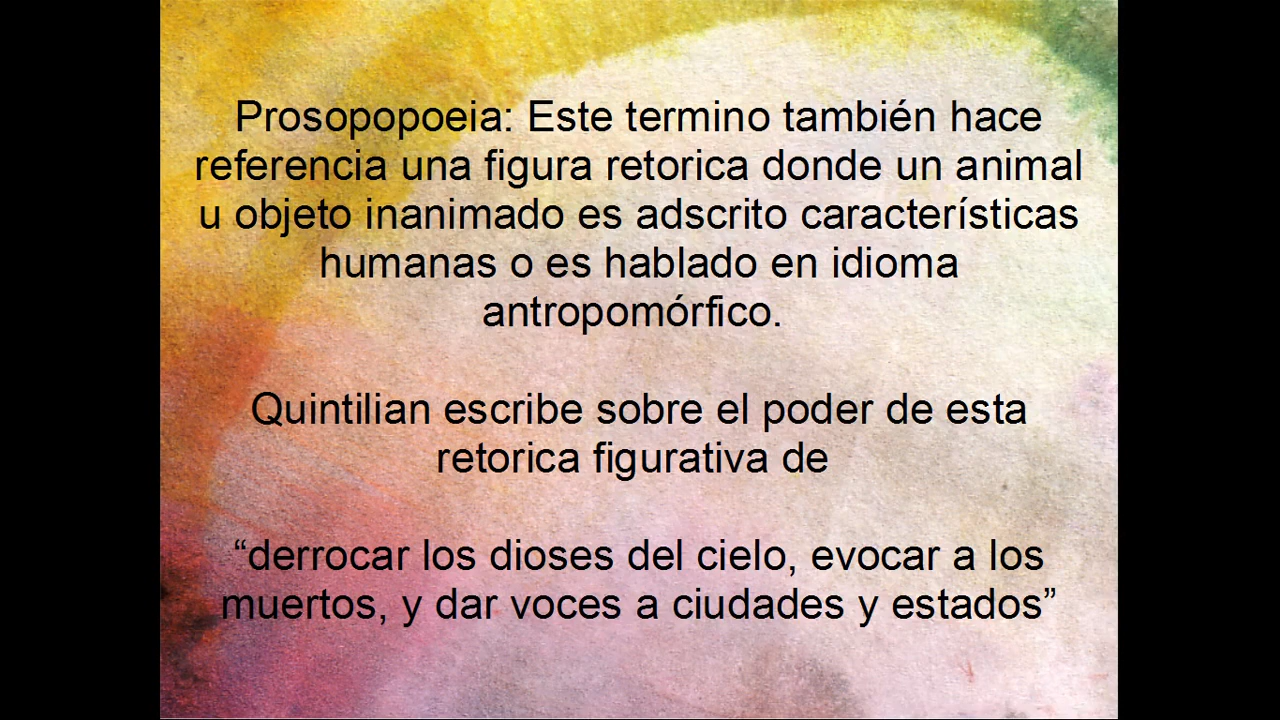 Prosopopoeia: Este termino también hace
referencia una figura retorica donde un animal
u objeto inanimado es adscrito características
humanas o es hablado en idioma
antropomórfico.
Quintilian escribe sobre el poder de esta
retorica figurativa de
“derrocar los dioses del cielo, evocar a los
muertos, y dar voces a ciudades y estados”